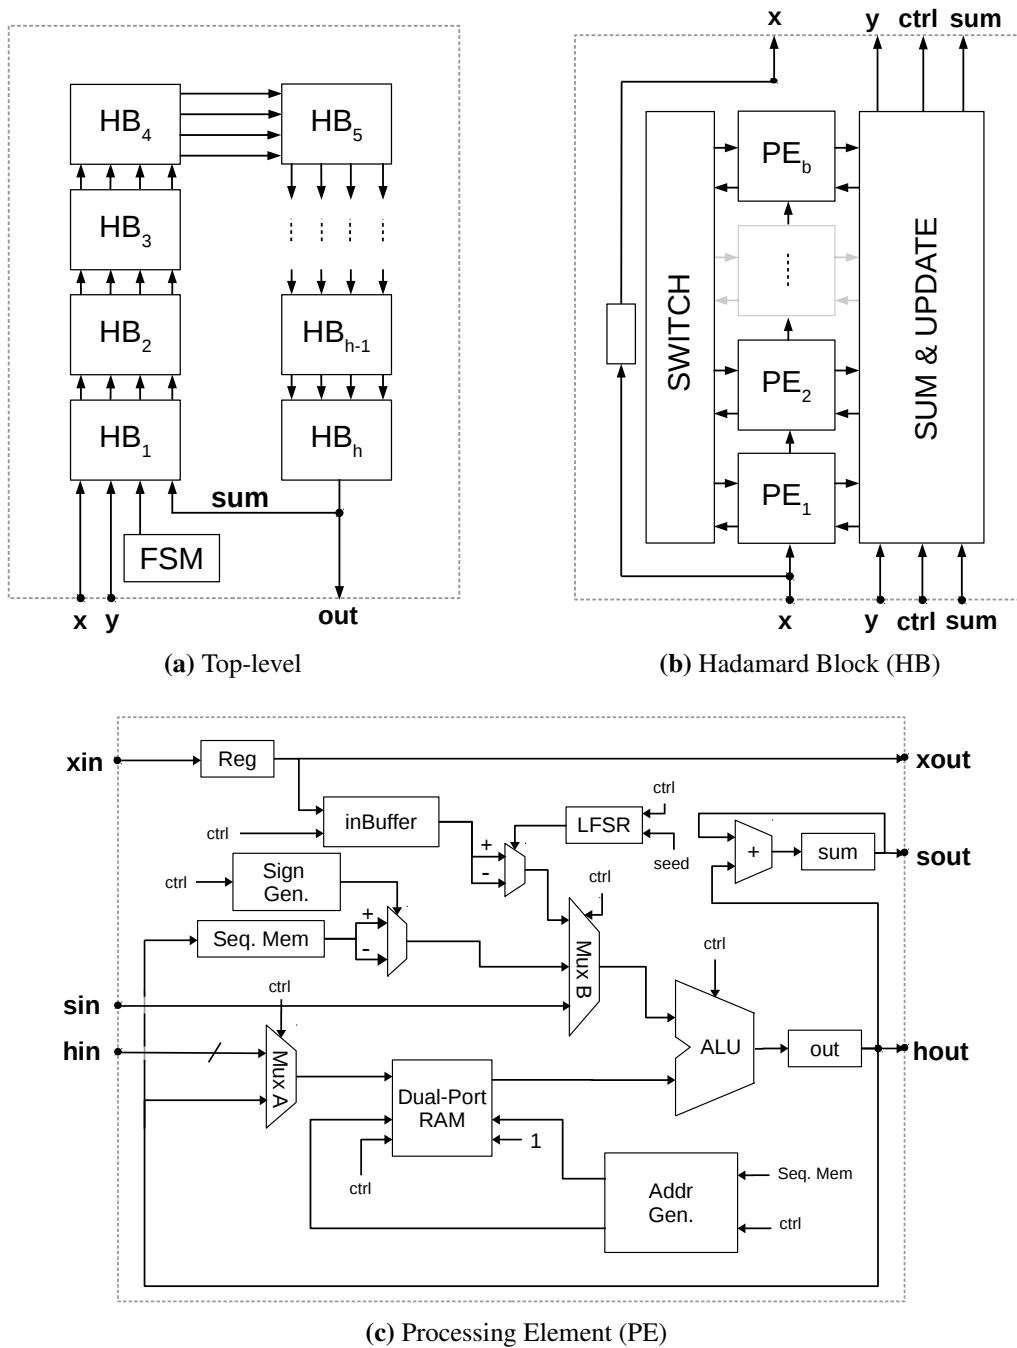 x
y ctrl sum
HB4
HB5
PEb
HB3
HB2
HBh-1
SWITCH
PE2
SUM & UPDATE
HB1
HBh
sum
PE1
FSM
x y
out
x
y ctrl sum
(a) Top-level
(b) Hadamard Block (HB)
xin
Reg
xout
ctrl
inBuffer
LFSR
ctrl
+
-
seed
+
sum
sout
ctrl
Sign
Gen.
ctrl
Seq. Mem
+
-
Mux B
ctrl
sin
ctrl
hin
Mux A
ALU
out
hout
Dual-Port
RAM
1
ctrl
Addr
Gen.
Seq. Mem
ctrl
(c) Processing Element (PE)